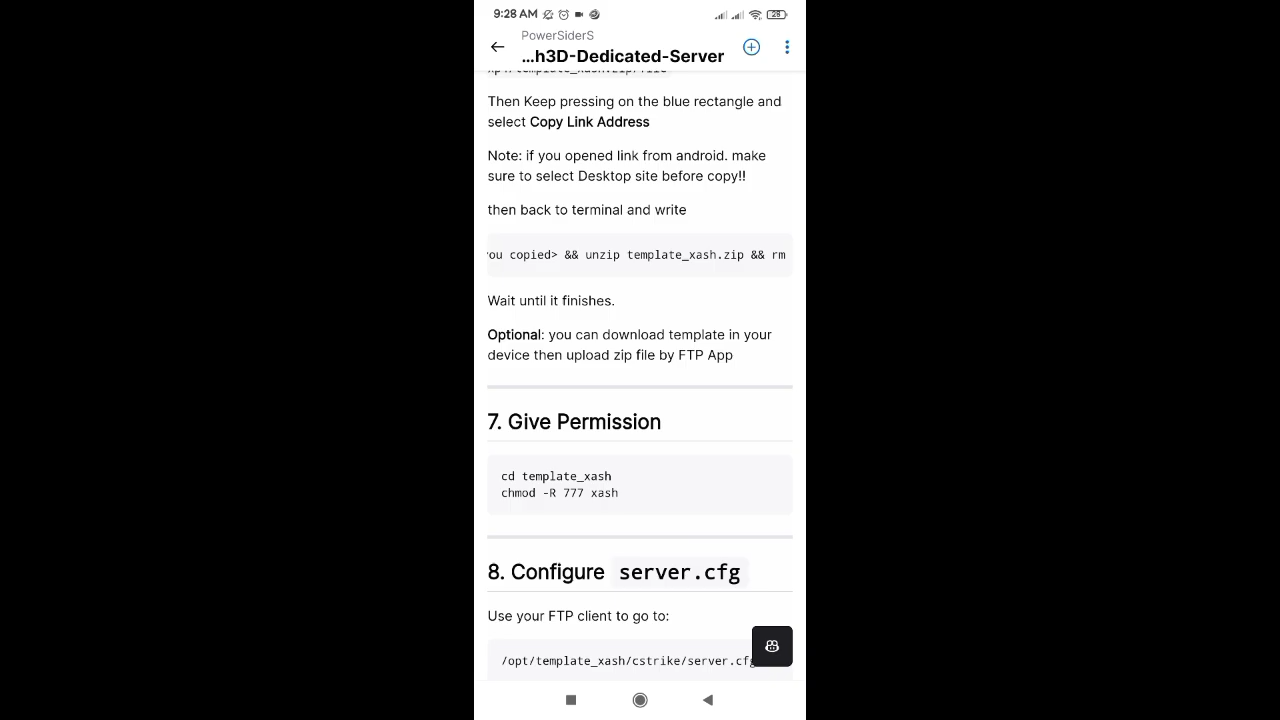 9:28 AM 28
PowerSiderS
...h3D-Dedicated-Server
Then Keep pressing on the blue rectangle and
select Copy Link Address
Note: if you opened link from android. make
sure to select Desktop site before copy!!
then back to terminal and write
you copied> && unzip template_xash.zip && rm
Wait until it finishes.
Optional: you can download template in your
device then upload zip file by FTP App
7. Give Permission
cd template_xash
chmod -R 777 xash
8. Configure server.cfg
Use your FTP client to go to:
/opt/template_xash/cstrike/server.cfg